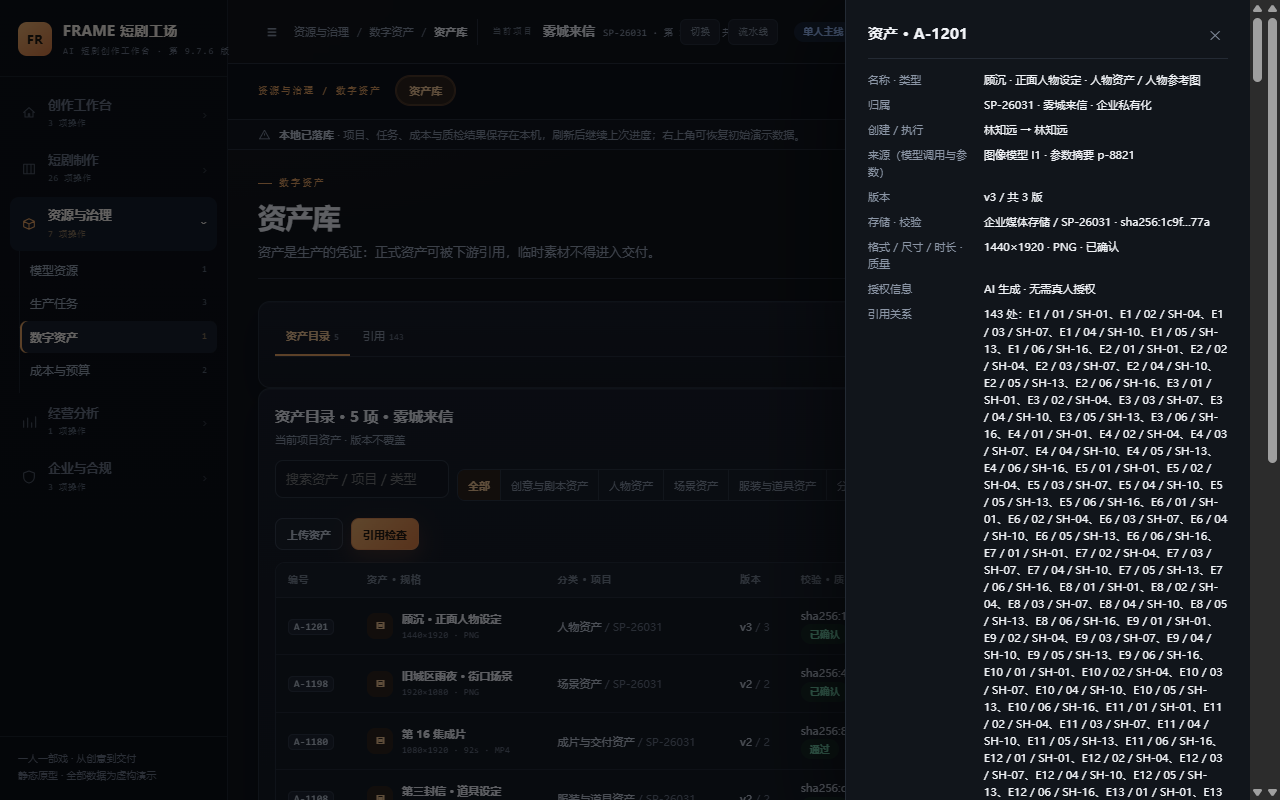 FR
FRAME 短剧工场
AI 短剧创作工作台 · 第 9.7.6 版
创作工作台
3 项操作
短剧制作
26 项操作
资源与治理
7 项操作
模型资源 1
生产任务 3
数字资产 1
成本与预算 2
经营分析
1 项操作
企业与合规
3 项操作
一人一部戏 · 从创意到交付
静态原型 · 全部数据为虚构演示
资源与治理 / 数字资产 / 资产库
当前项目 雾城来信 SP-26031 · 第
切换
流水线
单人主线
资源与治理 / 数字资产 资产库
本地已落库 · 项目、任务、成本与质检结果保存在本机，刷新后继续上次进度；右上角可恢复初始演示数据。
数字资产
资产库
资产是生产的凭证：正式资产可被下游引用，临时素材不得进入交付。
资产目录 5 引用 143
资产目录 • 5 项 • 雾城来信
当前项目资产 · 版本不覆盖
搜索资产 / 项目 / 类型
全部 创意与剧本资产 人物资产 场景资产 服装与道具资产
上传资产 引用检查
编号 资产 • 规格 分类 • 项目 版本
A-1201 顾沉 • 正面人物设定 1440×1920 · PNG 人物资产 / SP-26031 v3 / 3 已确认
A-1198 旧城区雨夜 • 街口场景 1920×1080 · PNG 场景资产 / SP-26031 v2 / 2 已确认
A-1180 第 16 集成片 1080×1920 · 92s · MP4 成片与交付资产 / SP-26031 v2 / 2 通过
A-1108 第三封信 • 道具设定 服装与道具资产 / SP-26031
资产 • A-1201
名称 · 类型 顾沉 · 正面人物设定 · 人物资产 / 人物参考图
归属 SP-26031 · 雾城来信 · 企业私有化
创建 / 执行 林知远 → 林知远
来源（模型调用与参数） 图像模型 I1 · 参数摘要 p-8821
版本 v3 / 共 3 版
存储 · 校验 企业媒体存储 / SP-26031 · sha256:1c9f…77a
格式 / 尺寸 / 时长 · 质量 1440×1920 · PNG · 已确认
授权信息 AI 生成 · 无需真人授权
引用关系 143 处：E1 / 01 / SH-01、E1 / 02 / SH-04、E1
/ 03 / SH-07、E1 / 04 / SH-10、E1 / 05 / SH-
13、E1 / 06 / SH-16、E2 / 01 / SH-01、E2 / 02
/ SH-04、E2 / 03 / SH-07、E2 / 04 / SH-10、
E2 / 05 / SH-13、E2 / 06 / SH-16、E3 / 01 /
SH-01、E3 / 02 / SH-04、E3 / 03 / SH-07、E3
/ 04 / SH-10、E3 / 05 / SH-13、E3 / 06 / SH-
16、E4 / 01 / SH-01、E4 / 02 / SH-04、E4 / 03
/ SH-07、E4 / 04 / SH-10、E4 / 05 / SH-13、
E4 / 06 / SH-16、E5 / 01 / SH-01、E5 / 02 /
SH-04、E5 / 03 / SH-07、E5 / 04 / SH-10、E5
/ 05 / SH-13、E5 / 06 / SH-16、E6 / 01 / SH-
01、E6 / 02 / SH-04、E6 / 03 / SH-07、E6 / 04
/ SH-10、E6 / 05 / SH-13、E6 / 06 / SH-16、
E7 / 01 / SH-01、E7 / 02 / SH-04、E7 / 03 /
SH-07、E7 / 04 / SH-10、E7 / 05 / SH-13、E7
/ 06 / SH-16、E8 / 01 / SH-01、E8 / 02 / SH-
04、E8 / 03 / SH-07、E8 / 04 / SH-10、E8 / 05
/ SH-13、E8 / 06 / SH-16、E9 / 01 / SH-01、
E9 / 02 / SH-04、E9 / 03 / SH-07、E9 / 04 /
SH-10、E9 / 05 / SH-13、E9 / 06 / SH-16、
E10 / 01 / SH-01、E10 / 02 / SH-04、E10 / 03
/ SH-07、E10 / 04 / SH-10、E10 / 05 / SH-
13、E10 / 06 / SH-16、E11 / 01 / SH-01、E11
/ 02 / SH-04、E11 / 03 / SH-07、E11 / 04 /
SH-10、E11 / 05 / SH-13、E11 / 06 / SH-16、
E12 / 01 / SH-01、E12 / 02 / SH-04、E12 / 03
/ SH-07、E12 / 04 / SH-10、E12 / 05 / SH-
13、E12 / 06 / SH-16、E13 / 01 / SH-01、E13